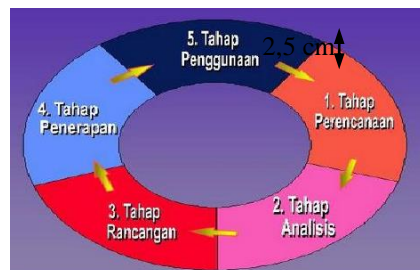 5. Tahap
Penggunaan
2,5 cm
1. Tahap
Perencanaan
2. Tahap
Analisis
3. Tahap
Rancangan
4. Tahap
Penerapan